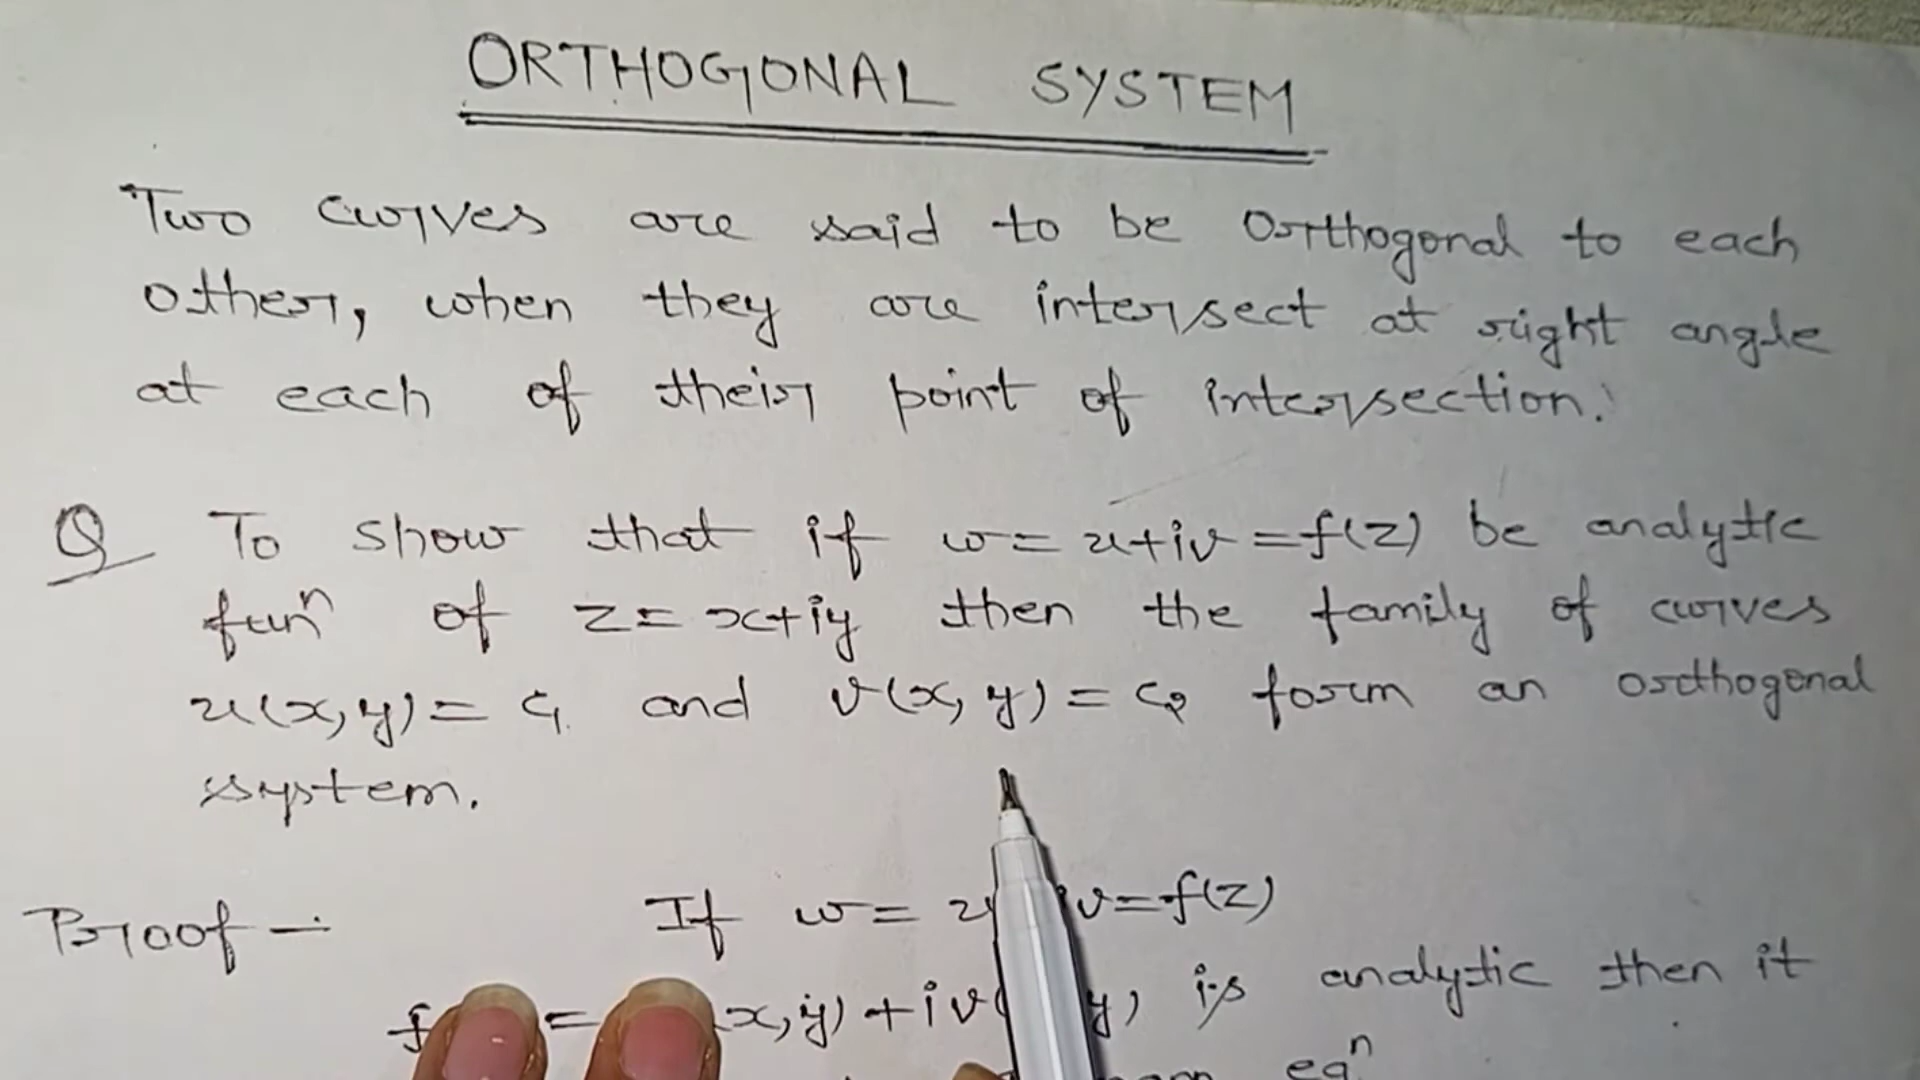 ORTHOGONAL SYSTEM
Two curves are said to be Orthogonal to each
other, when they are intersect at right angle
at each of their point of intersection.
Q To show that if w = u+iv = f(z) be analytic
funⁿ of z = x+iy then the family of curves
u(x,y) = c₁ and v(x,y) = c₂ form an orthogonal
system.
Proof - If w = u v = f(z)
f = x,y) + iv y) is analytic then it
eqⁿ